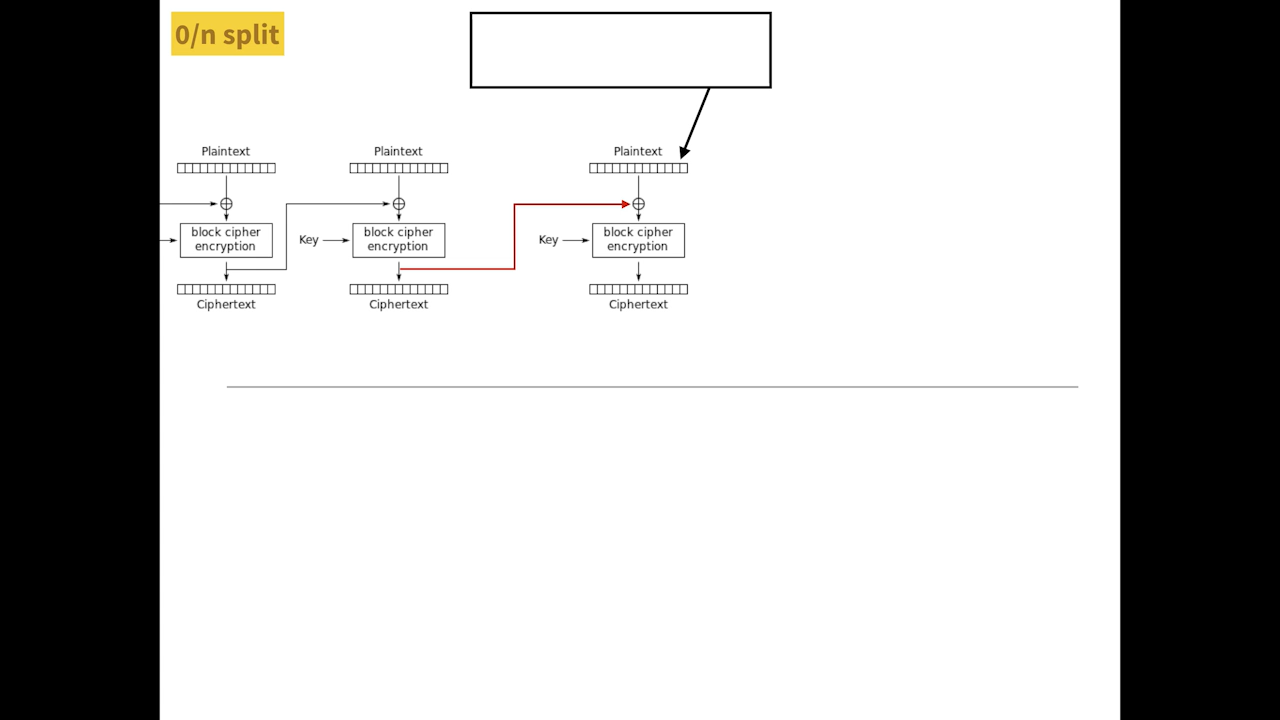 0/n split
Plaintext
Plaintext
Plaintext
block cipher
encryption
Key
block cipher
encryption
Key
block cipher
encryption
Ciphertext
Ciphertext
Ciphertext